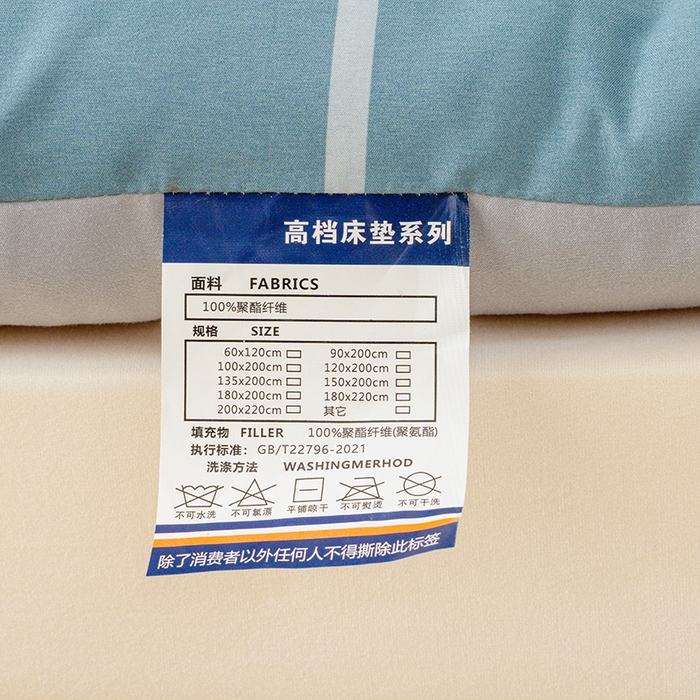 高档床垫系列
面料 FABRICS
100%聚酯纤维
规格 SIZE
60x120cm 90x200cm
100x200cm 120x200cm
135x200cm 150x200cm
180x200cm 180x220cm
200x220cm 其它
填充物 FILLER 100%聚酯纤维(聚氨酯)
执行标准: GB/T22796-2021
洗涤方法 WASHINGMERHOD
不可水洗 不可氯漂 平铺晾干 不可熨烫 不可干洗
除了消费者以外任何人不得撕除此标签